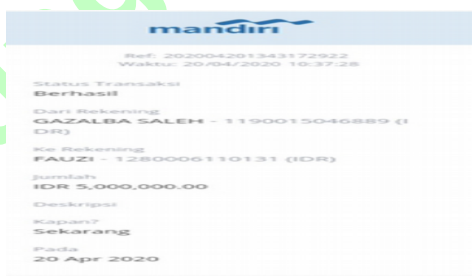 mandiri
Ref: 2020042013431729​22
Waktu: 20/04/2020 10:37:28
Status Transaksi
Berhasil
Dari Rekening
GAZALBA SALEH - 1190015046889 (I
DR)
Ke Rekening
FAUZI - 1280006110131 (IDR)
Jumlah
IDR 5,000,000.00
Deskripsi
Kapan?
Sekarang
Pada
20 Apr 2020